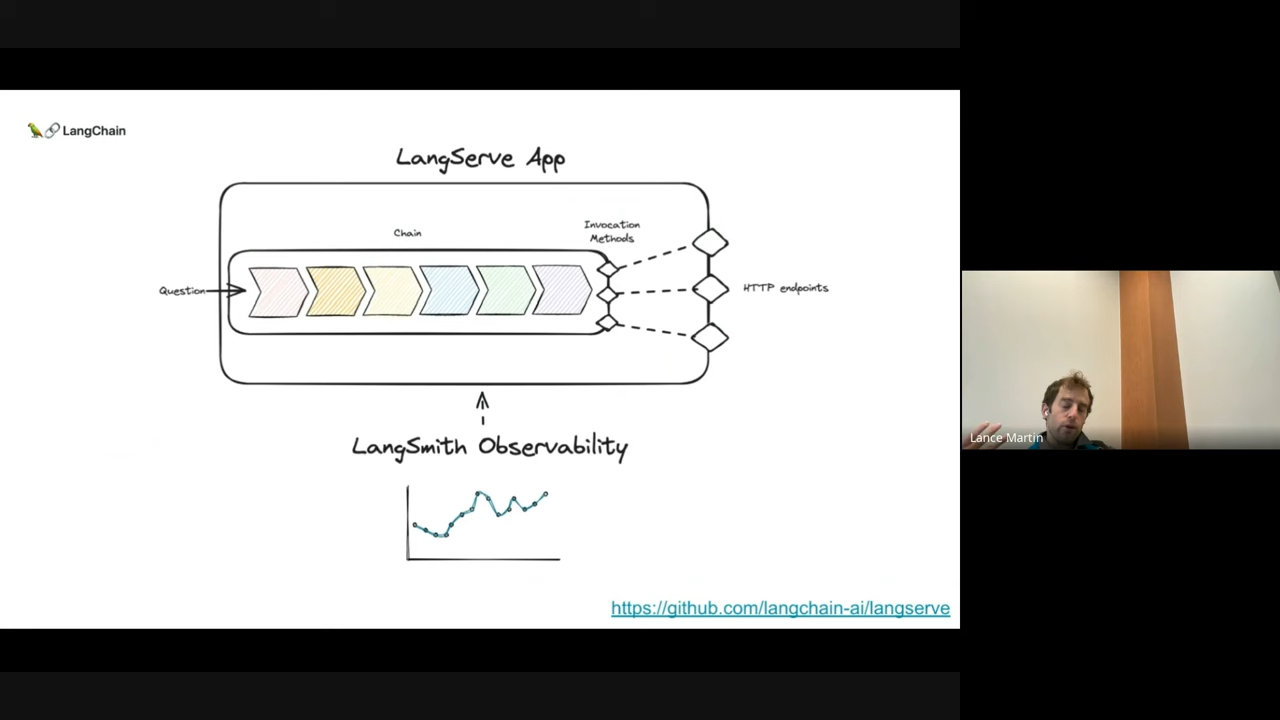 LangChain
LangServe App
Chain
Invocation
Methods
Question
HTTP endpoints
LangSmith Observability
https://github.com/langchain-ai/langserve
Lance Martin